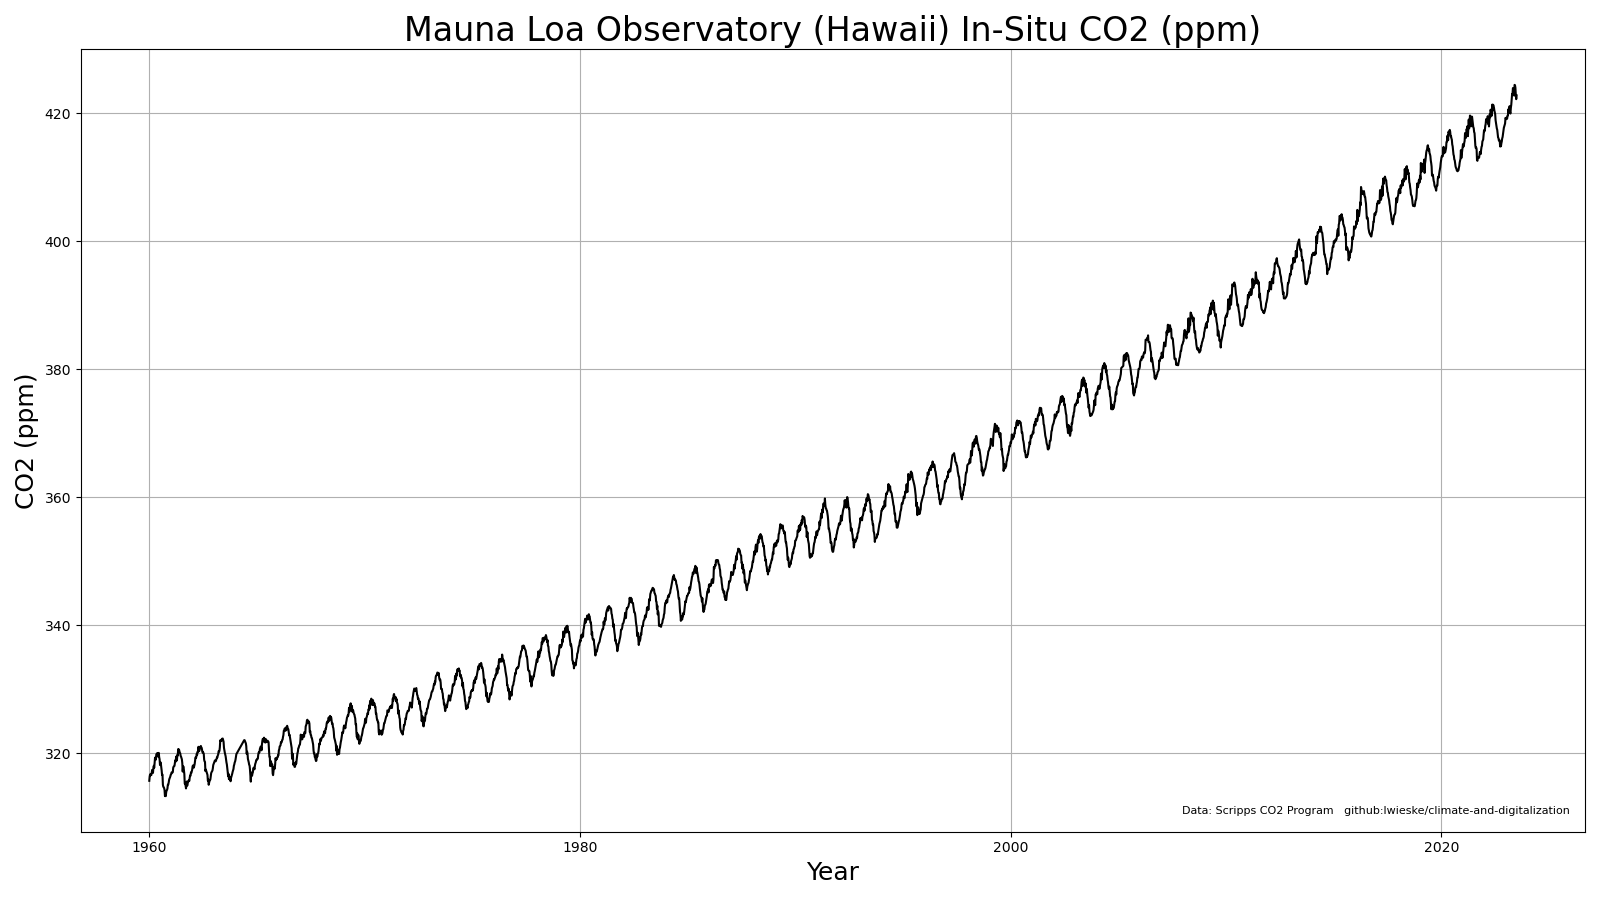 Mauna Loa Observatory (Hawaii) In-Situ CO2 (ppm)
CO2 (ppm)
420
400
380
360
340
320
Data: Scripps CO2 Program github:lwieske/climate-and-digitalization
1960 1980 2000 2020
Year